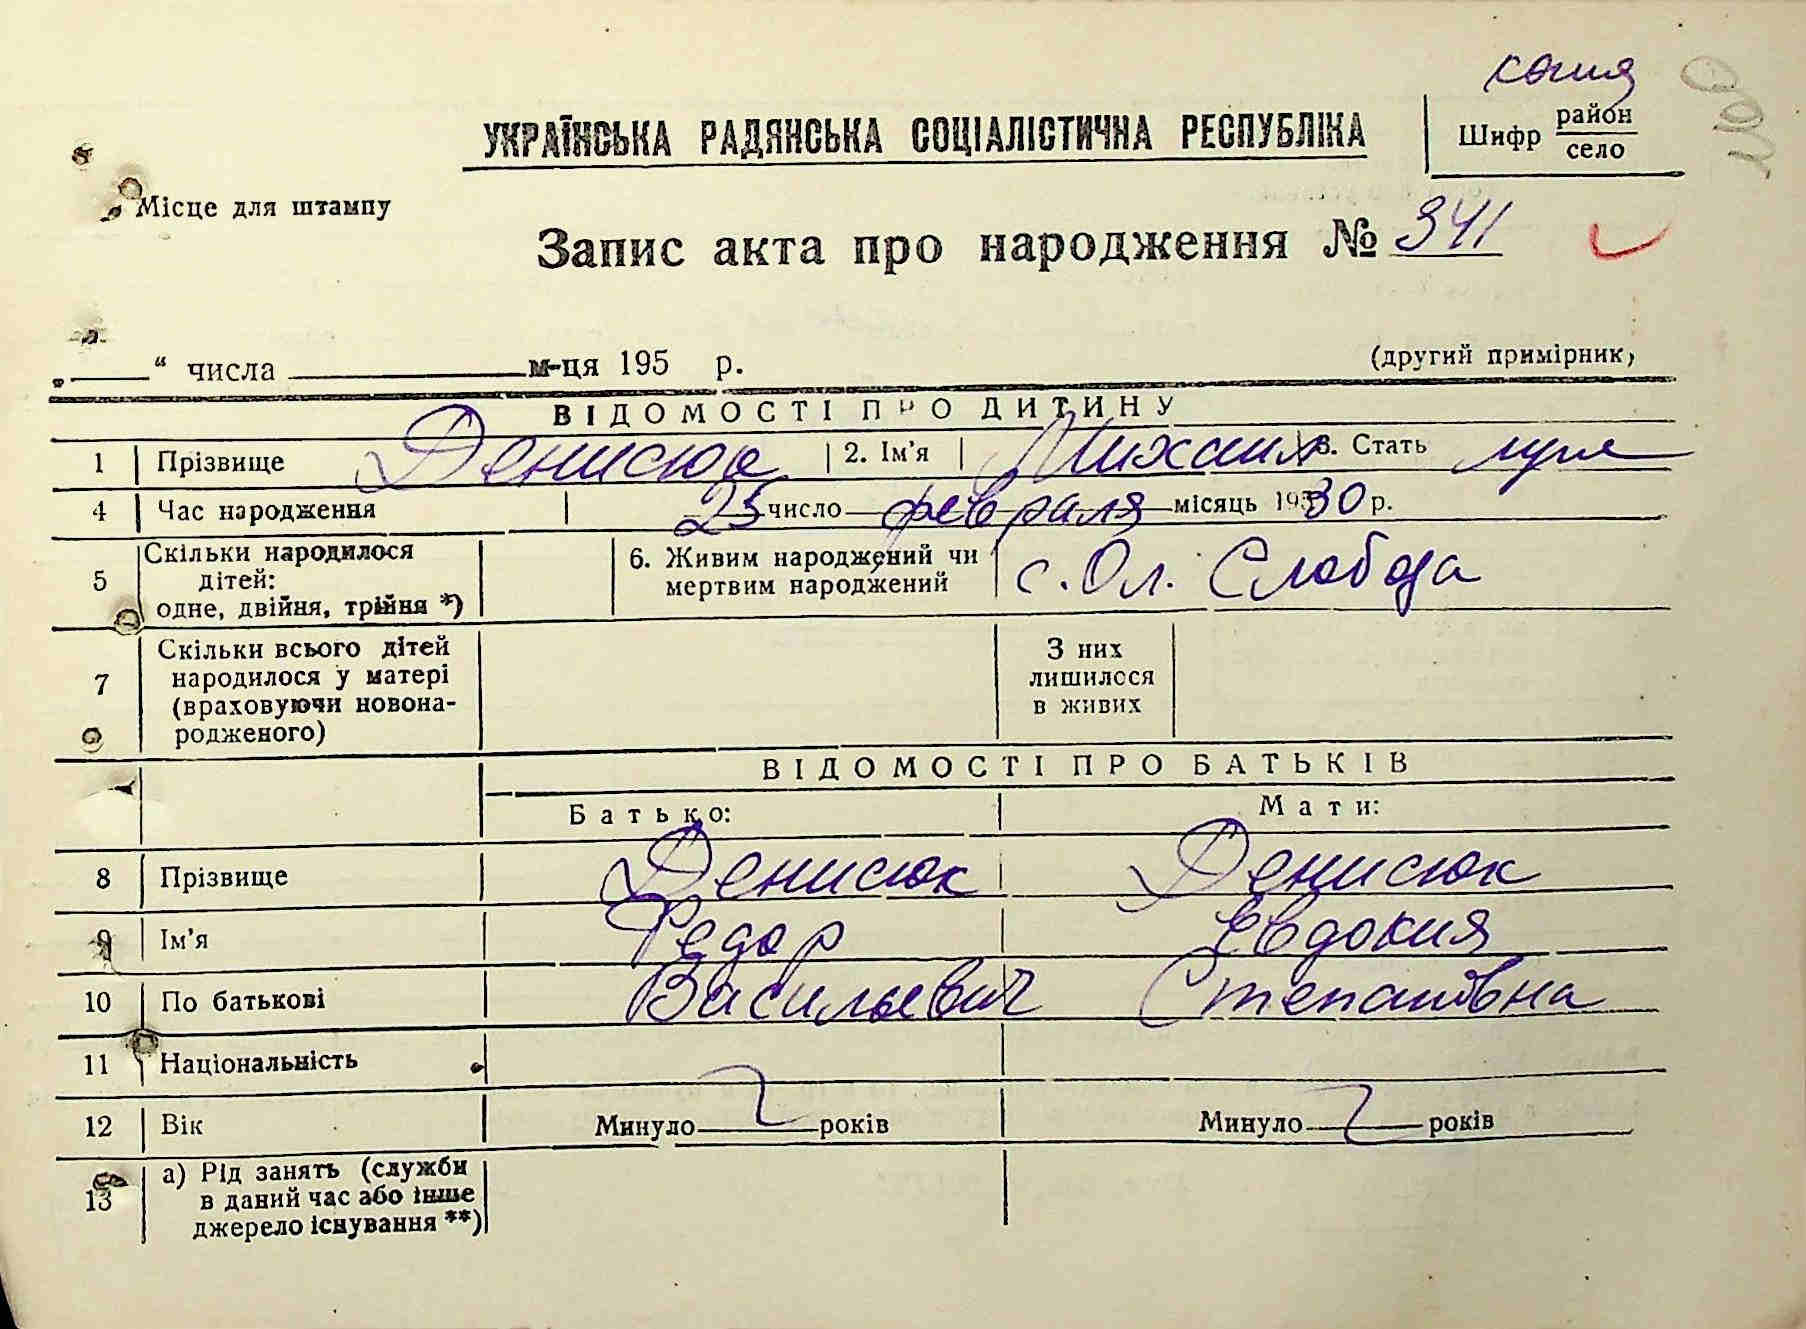 копия
УКРАЇНСЬКА РАДЯНСЬКА СОЦІАЛІСТИЧНА РЕСПУБЛІКА
Шифр район село
Місце для штампу
Запис акта про народження № 341
„ “ числа м-ця 195 р.
(другий примірник)
ВІДОМОСТІ ПРО ДИТИНУ
1 Прізвище Денисюк 2. Ім'я Михаил 3. Стать муж
4 Час народження 25 число февраля місяць 1930 р.
5 Скільки народилося дітей: одне, двійня, трійня *) 6. Живим народжений чи мертвим народжений с. Ол. Слобода
7 Скільки всього дітей народилося у матері (враховуючи новонародженого) З них лишилося в живих
ВІДОМОСТІ ПРО БАТЬКІВ
Батько: Мати:
8 Прізвище Денисюк Денисюк
9 Ім'я Федор Евдокия
10 По батькові Васильевич Степановна
11 Національність
12 Вік Минуло років Минуло років
13 а) Рід занять (служби в даний час або інше джерело існування **)